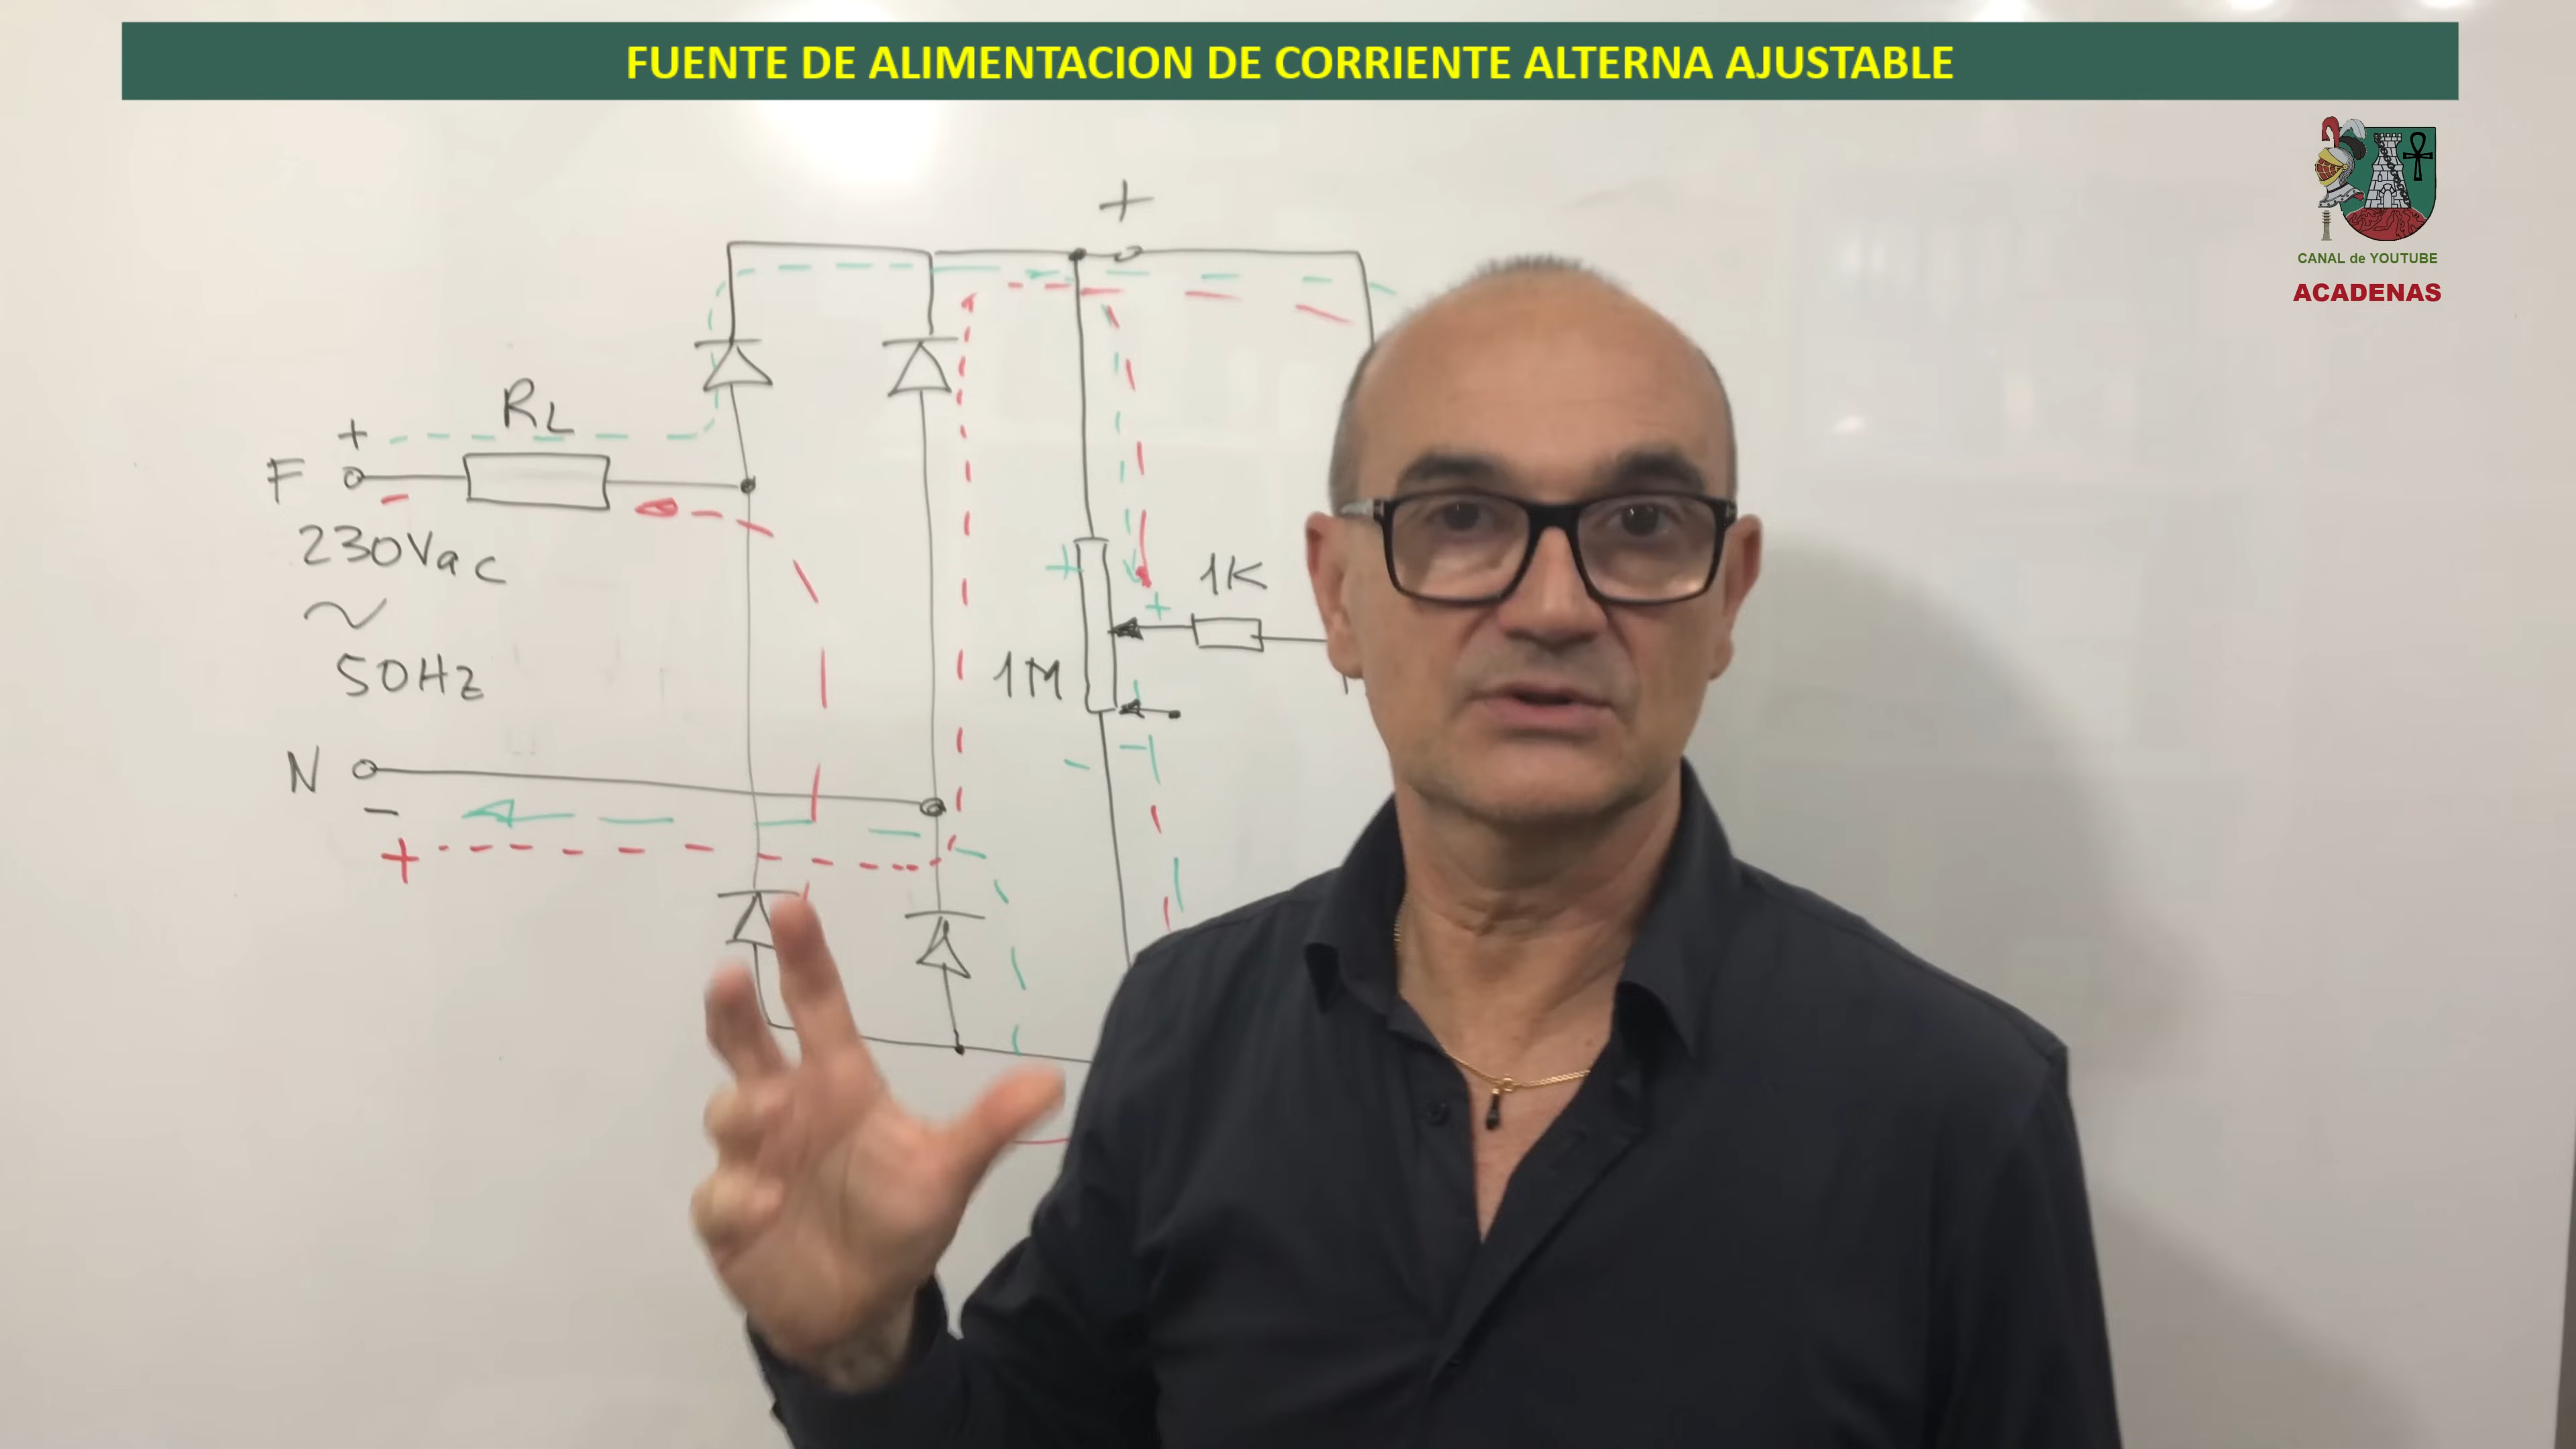 FUENTE DE ALIMENTACION DE CORRIENTE ALTERNA AJUSTABLE
CANAL de YOUTUBE
ACADENAS
+
+
RL
F
-
230Vac
~
50Hz
+
+
1K
1M
-
-
N
-
+